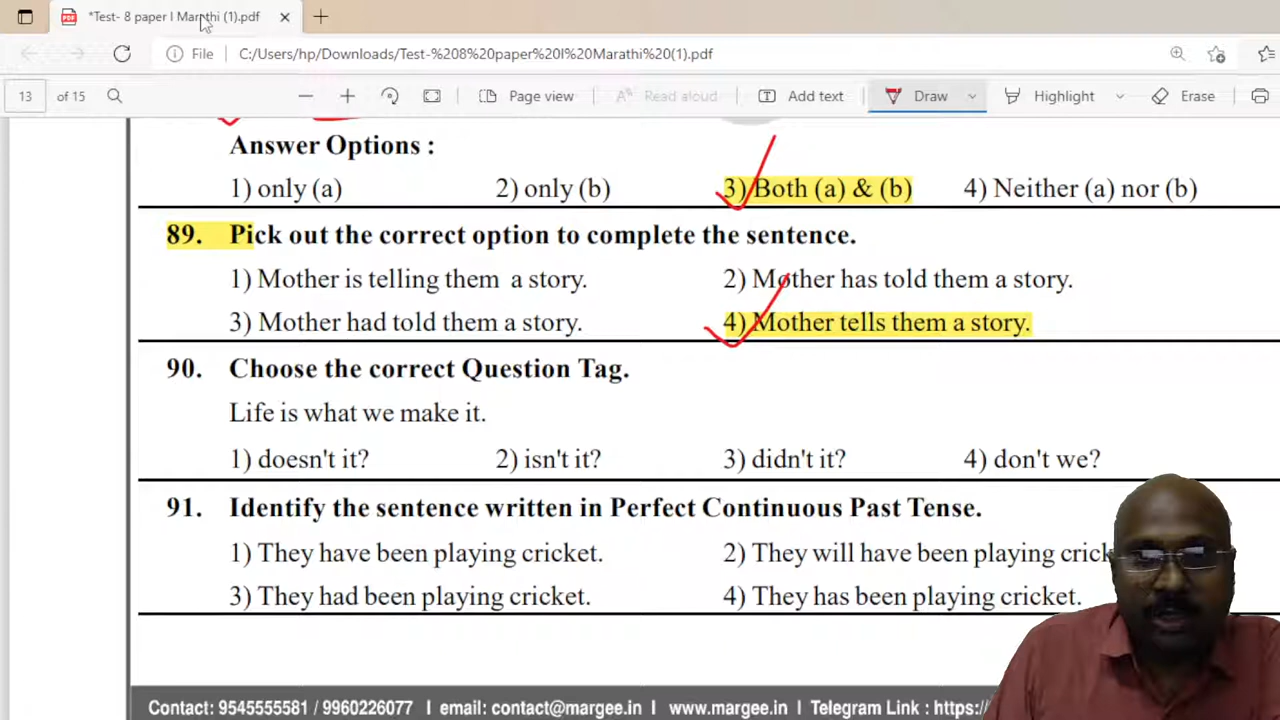 *Test- 8 paper I Marathi (1).pdf
File C:/Users/hp/Downloads/Test-%208%20paper%20I%20Marathi%20(1).pdf
13 of 15 Page view Read aloud Add text Draw Highlight Erase
Answer Options :
1) only (a) 2) only (b) 3) Both (a) & (b) 4) Neither (a) nor (b)
89. Pick out the correct option to complete the sentence.
1) Mother is telling them a story. 2) Mother has told them a story.
3) Mother had told them a story. 4) Mother tells them a story.
90. Choose the correct Question Tag.
Life is what we make it.
1) doesn't it? 2) isn't it? 3) didn't it? 4) don't we?
91. Identify the sentence written in Perfect Continuous Past Tense.
1) They have been playing cricket. 2) They will have been playing crick
3) They had been playing cricket. 4) They has been playing cricket.
Contact: 9545555581 / 9960226077 I email: contact@margee.in I www.margee.in I Telegram Link : https:/